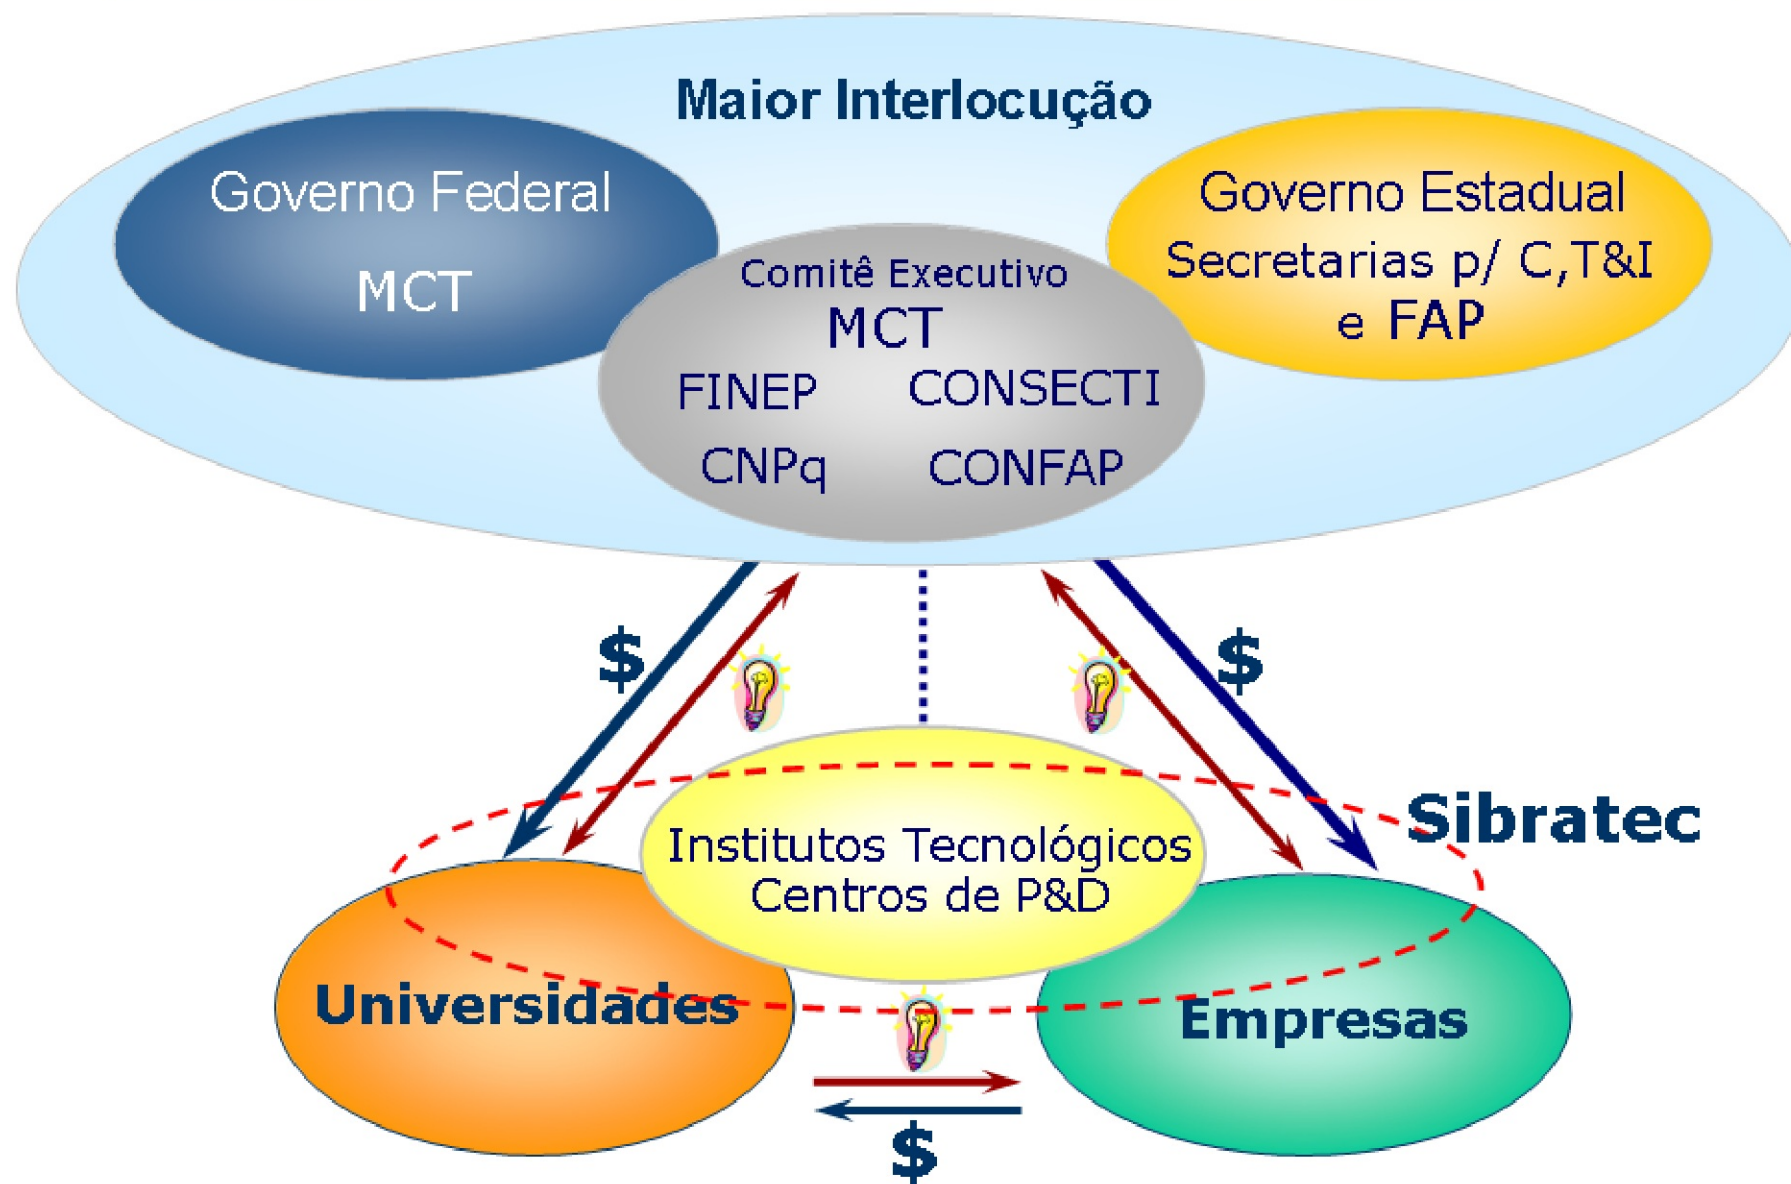 Maior Interlocução
Governo Federal
MCT
Governo Estadual
Secretarias p/ C,T&I
e FAP
Comitê Executivo
MCT
FINEP CONSECTI
CNPq CONFAP
$
$
Sibratec
Institutos Tecnológicos
Centros de P&D
Universidades
Empresas
$